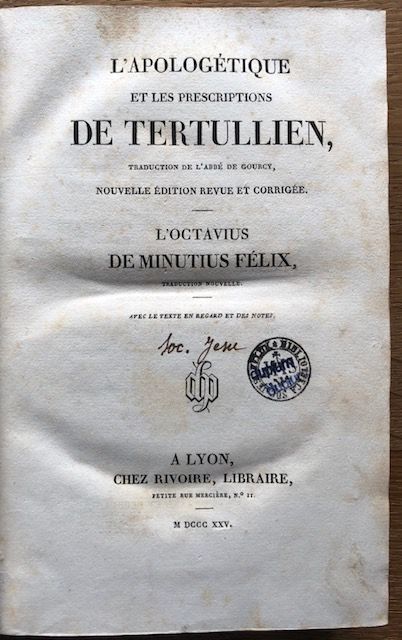 L'APOLOGÉTIQUE
ET LES PRESCRIPTIONS
DE TERTULLIEN,
TRADUCTION DE L'ABBÉ DE GOURCY,
NOUVELLE ÉDITION REVUE ET CORRIGÉE.
L'OCTAVIUS
DE MINUTIUS FÉLIX,
TRADUCTION NOUVELLE.
AVEC LE TEXTE EN REGARD ET DES NOTES.
Soc. Jesu
BIBLIOTECA
A LYON,
CHEZ RIVOIRE, LIBRAIRE,
PETITE RUE MERCIÈRE, N.º 11
M DCCC XXV.